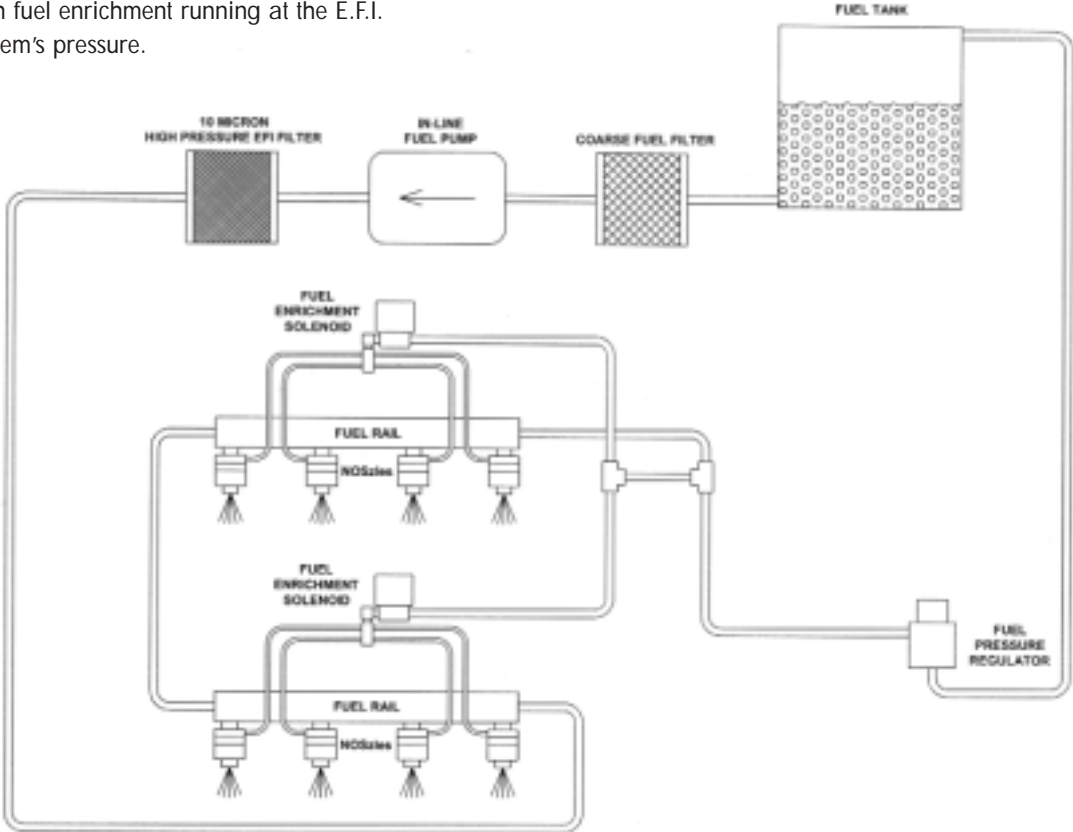 fuel enrichment running at the E.F.I.
pressure.
FUEL TANK
10 MICRON
HIGH PRESSURE EFI FILTER
IN-LINE
FUEL PUMP
COARSE FUEL FILTER
FUEL
ENRICHMENT
SOLENOID
FUEL RAIL
NOSzles
FUEL
ENRICHMENT
SOLENOID
FUEL
PRESSURE
REGULATOR
FUEL RAIL
NOSzles